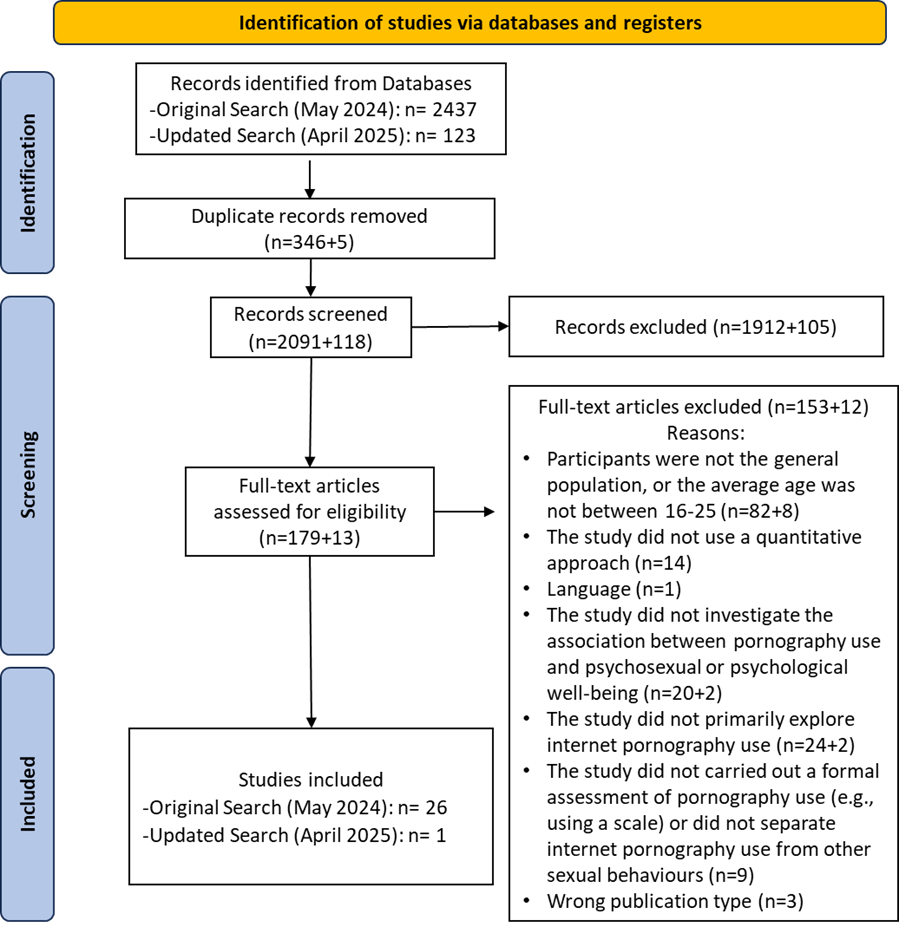 Identification of studies via databases and registers
Identification
Records identified from Databases
-Original Search (May 2024): n= 2437
-Updated Search (April 2025): n= 123
Duplicate records removed
(n=346+5)
Screening
Records screened
(n=2091+118)
Records excluded (n=1912+105)
Full-text articles
assessed for eligibility
(n=179+13)
Full-text articles excluded (n=153+12)
Reasons:
• Participants were not the general
population, or the average age was
not between 16-25 (n=82+8)
• The study did not use a quantitative
approach (n=14)
• Language (n=1)
• The study did not investigate the
association between pornography use
and psychosexual or psychological
well-being (n=20+2)
• The study did not primarily explore
internet pornography use (n=24+2)
• The study did not carried out a formal
assessment of pornography use (e.g.,
using a scale) or did not separate
internet pornography use from other
sexual behaviours (n=9)
• Wrong publication type (n=3)
Included
Studies included
-Original Search (May 2024): n= 26
-Updated Search (April 2025): n= 1